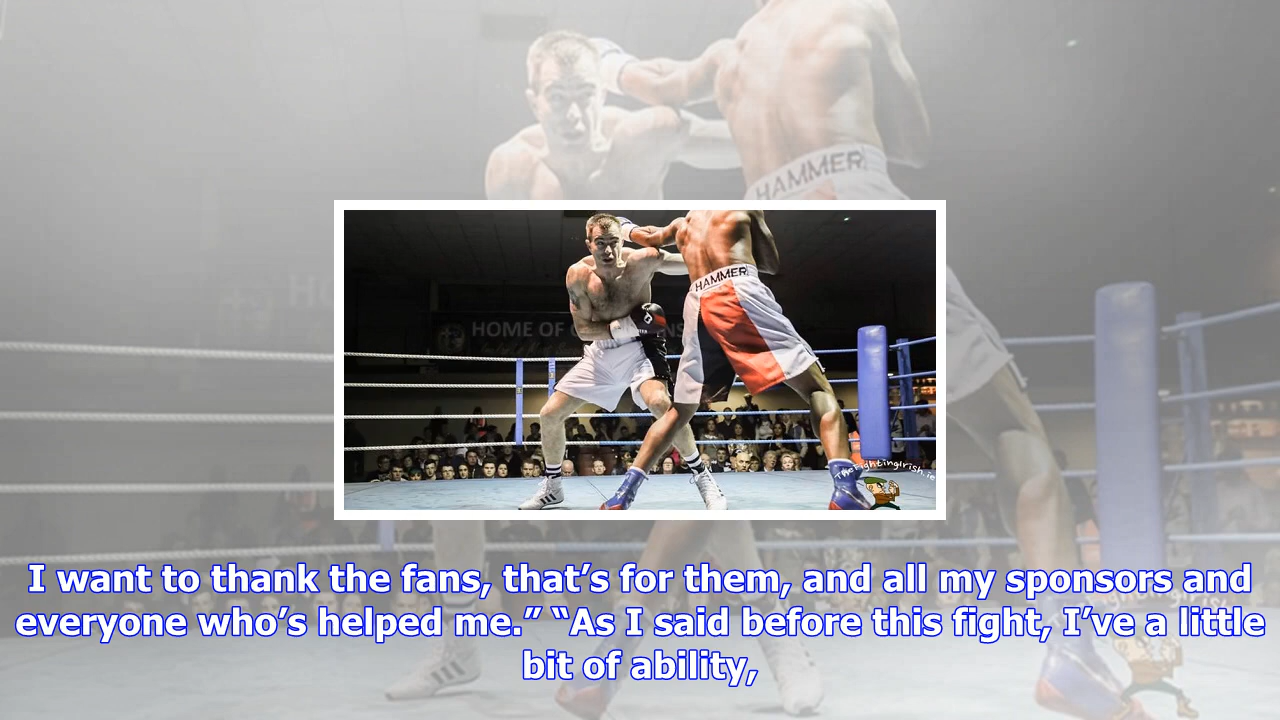 HAMMER
HAMMER
HOME OF
TheFightingIrish.ie
I want to thank the fans, that’s for them, and all my sponsors and
everyone who’s helped me.” “As I said before this fight, I’ve a little
bit of ability,